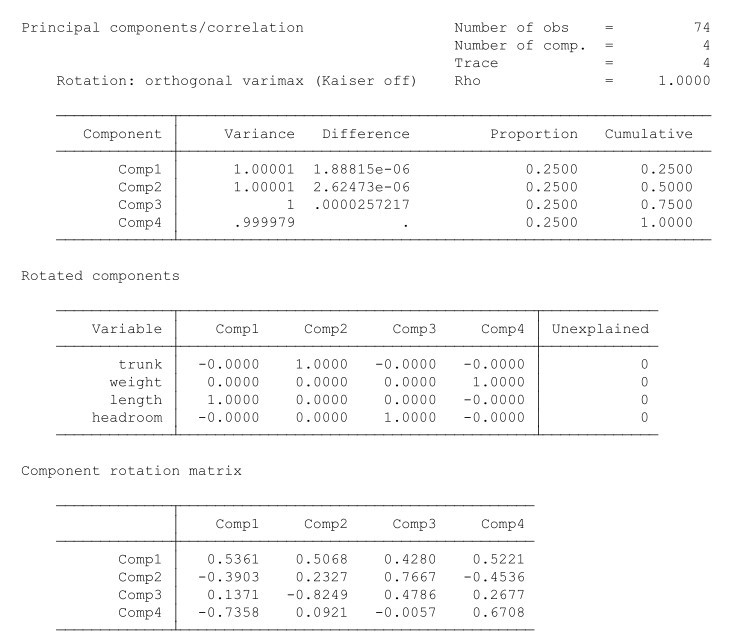 Principal components/correlation Number of obs = 74
Number of comp. = 4
Trace = 4
Rotation: orthogonal varimax (Kaiser off) Rho = 1.0000
Component Variance Difference Proportion Cumulative
Comp1 1.00001 1.88815e-06 0.2500 0.2500
Comp2 1.00001 2.62473e-06 0.2500 0.5000
Comp3 1 .0000257217 0.2500 0.7500
Comp4 .999979 . 0.2500 1.0000
Rotated components
Variable Comp1 Comp2 Comp3 Comp4 Unexplained
trunk -0.0000 1.0000 -0.0000 -0.0000 0
weight 0.0000 0.0000 0.0000 1.0000 0
length 1.0000 0.0000 0.0000 -0.0000 0
headroom -0.0000 0.0000 1.0000 -0.0000 0
Component rotation matrix
Comp1 Comp2 Comp3 Comp4
Comp1 0.5361 0.5068 0.4280 0.5221
Comp2 -0.3903 0.2327 0.7667 -0.4536
Comp3 0.1371 -0.8249 0.4786 0.2677
Comp4 -0.7358 0.0921 -0.0057 0.6708